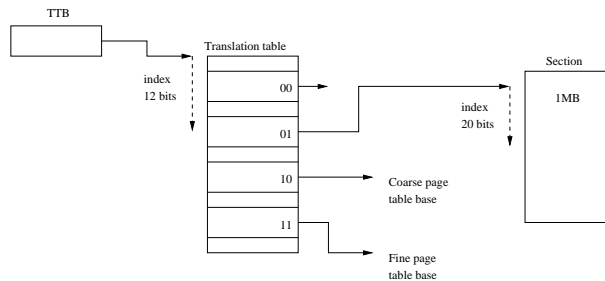 TTB
Translation table
index
12 bits
00
01
10
11
Section
1MB
index
20 bits
Coarse page
table base
Fine page
table base